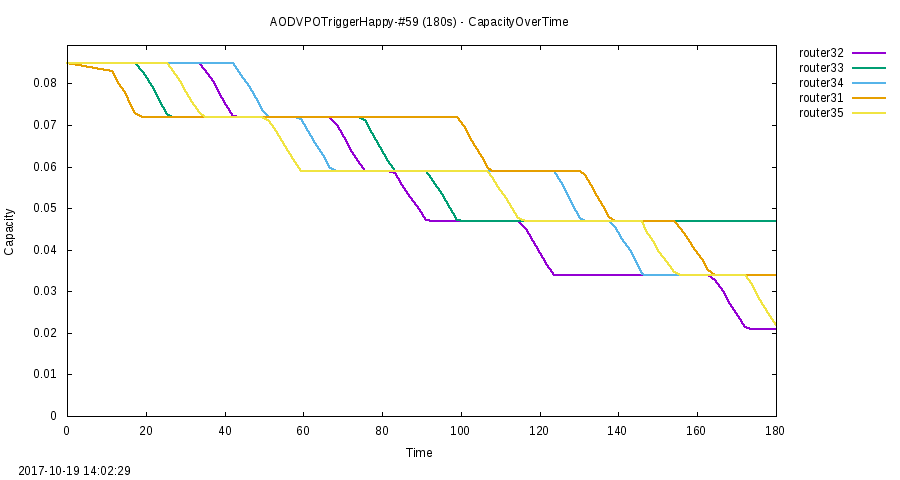 AODVPOTriggerHappy-#59 (180s) - CapacityOverTime
router32
router33
router34
router31
router35
0.08
0.07
0.06
0.05
0.04
0.03
0.02
0.01
0
Capacity
0 20 40 60 80 100 120 140 160 180
Time
2017-10-19 14:02:29